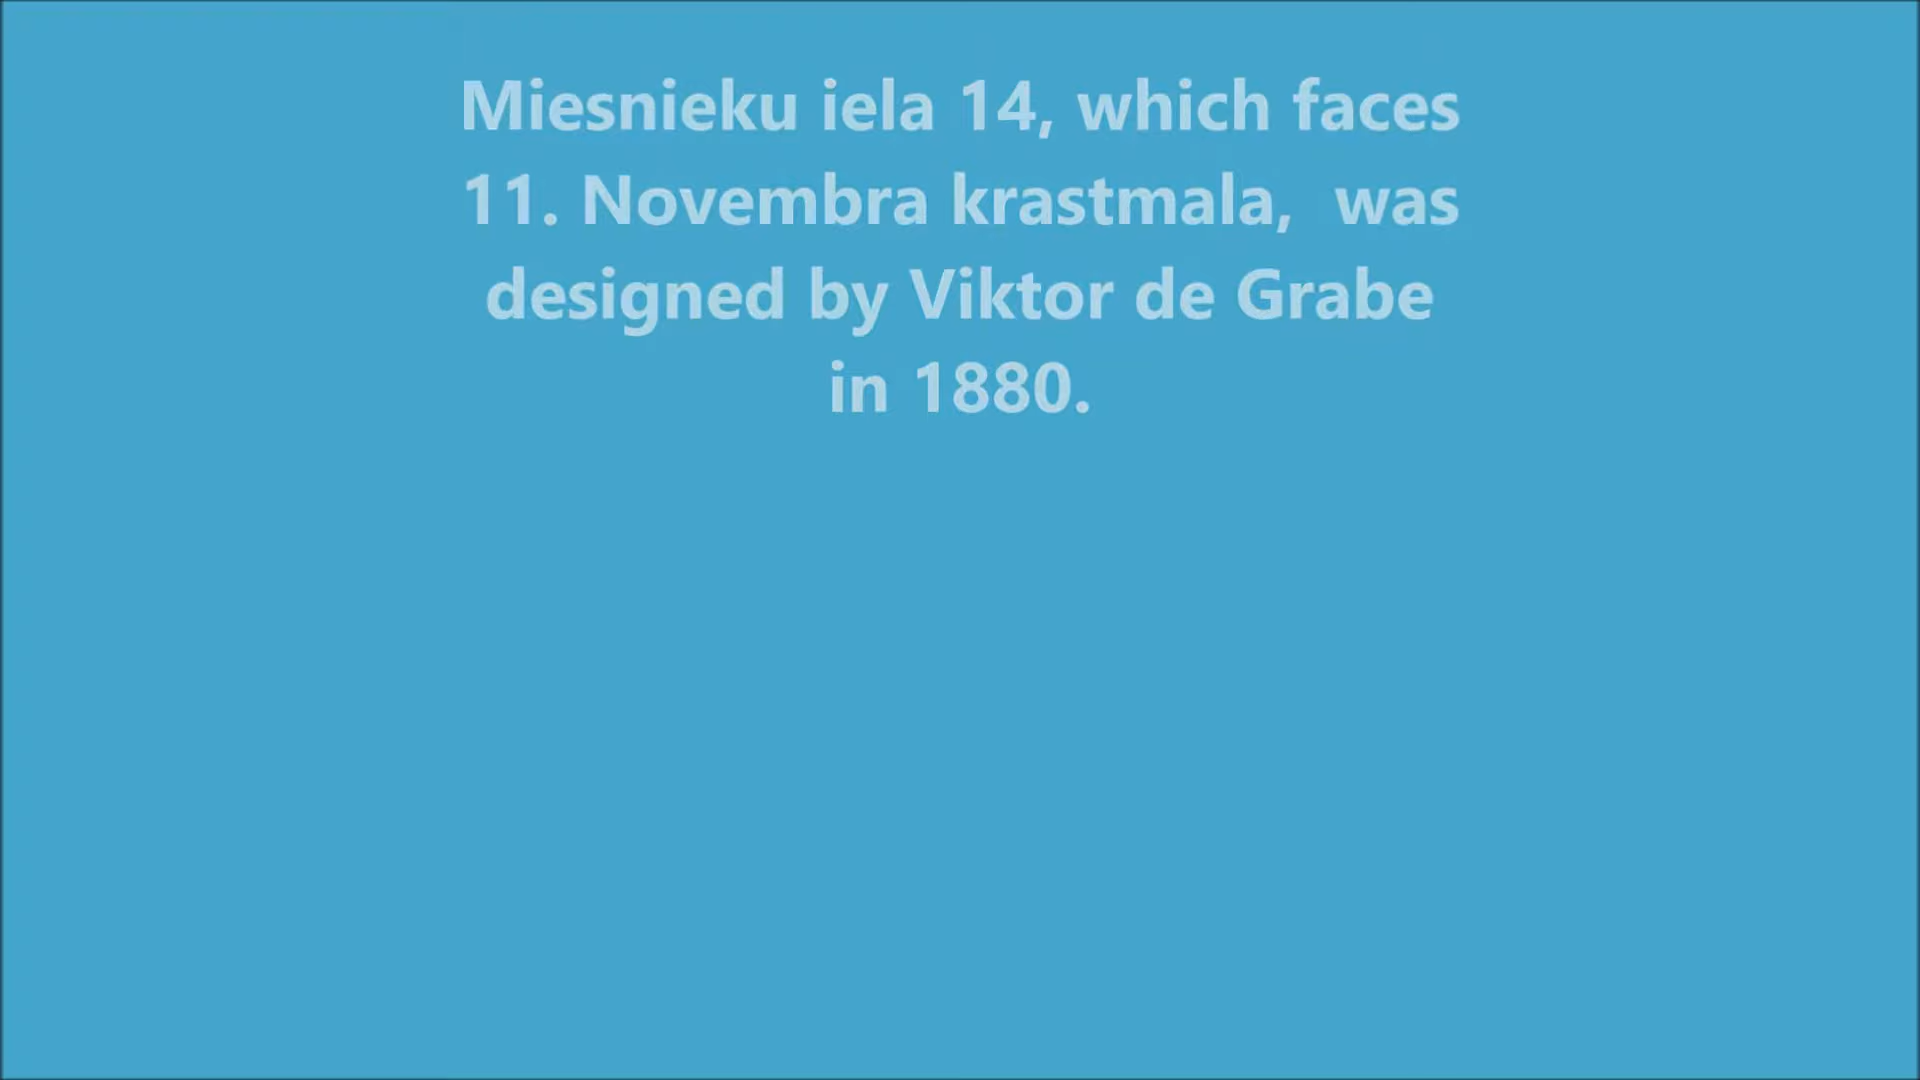 Miesnieku iela 14, which faces
11. Novembra krastmala,  was
designed by Viktor de Grabe
in 1880.